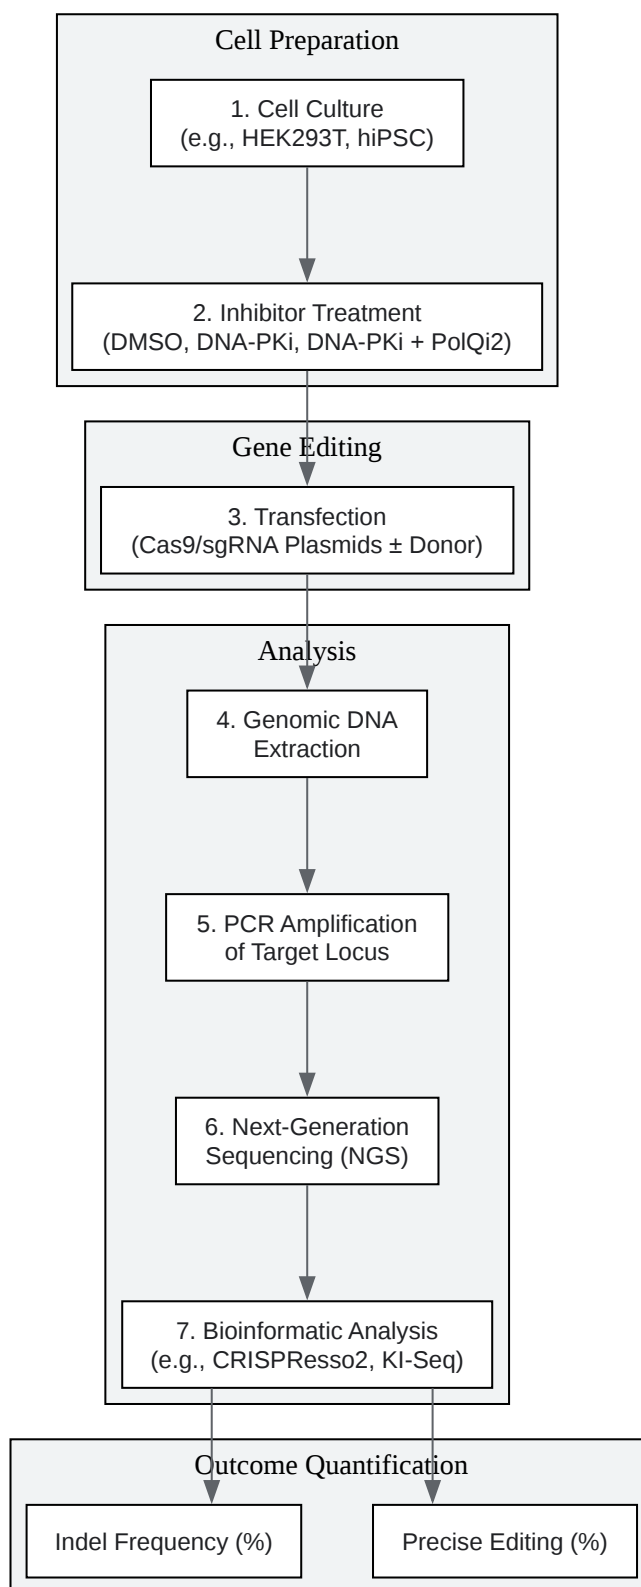 Cell Preparation
1. Cell Culture
(e.g., HEK293T, hiPSC)
2. Inhibitor Treatment
(DMSO, DNA-PKi, DNA-PKi + PolQi2)
Gene Editing
3. Transfection
(Cas9/sgRNA Plasmids ± Donor)
Analysis
4. Genomic DNA
Extraction
5. PCR Amplification
of Target Locus
6. Next-Generation
Sequencing (NGS)
7. Bioinformatic Analysis
(e.g., CRISPResso2, KI-Seq)
Outcome Quantification
Indel Frequency (%)
Precise Editing (%)